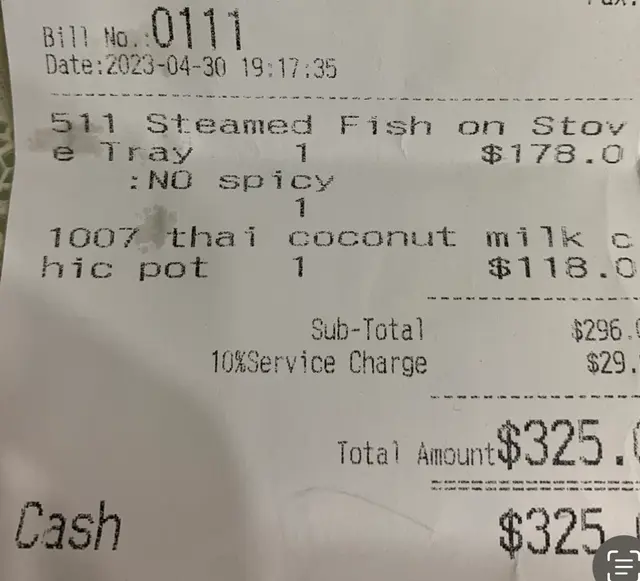 Bill No.:0111
Date:2023-04-30 19:17:35
511 Steamed Fish on Stov
e Tray 1 $178.0
:NO spicy
1
1007 thai coconut milk c
hic pot 1 $118.0
Sub-Total $296.
10%Service Charge $29.
Total Amount $325.0
Cash $325